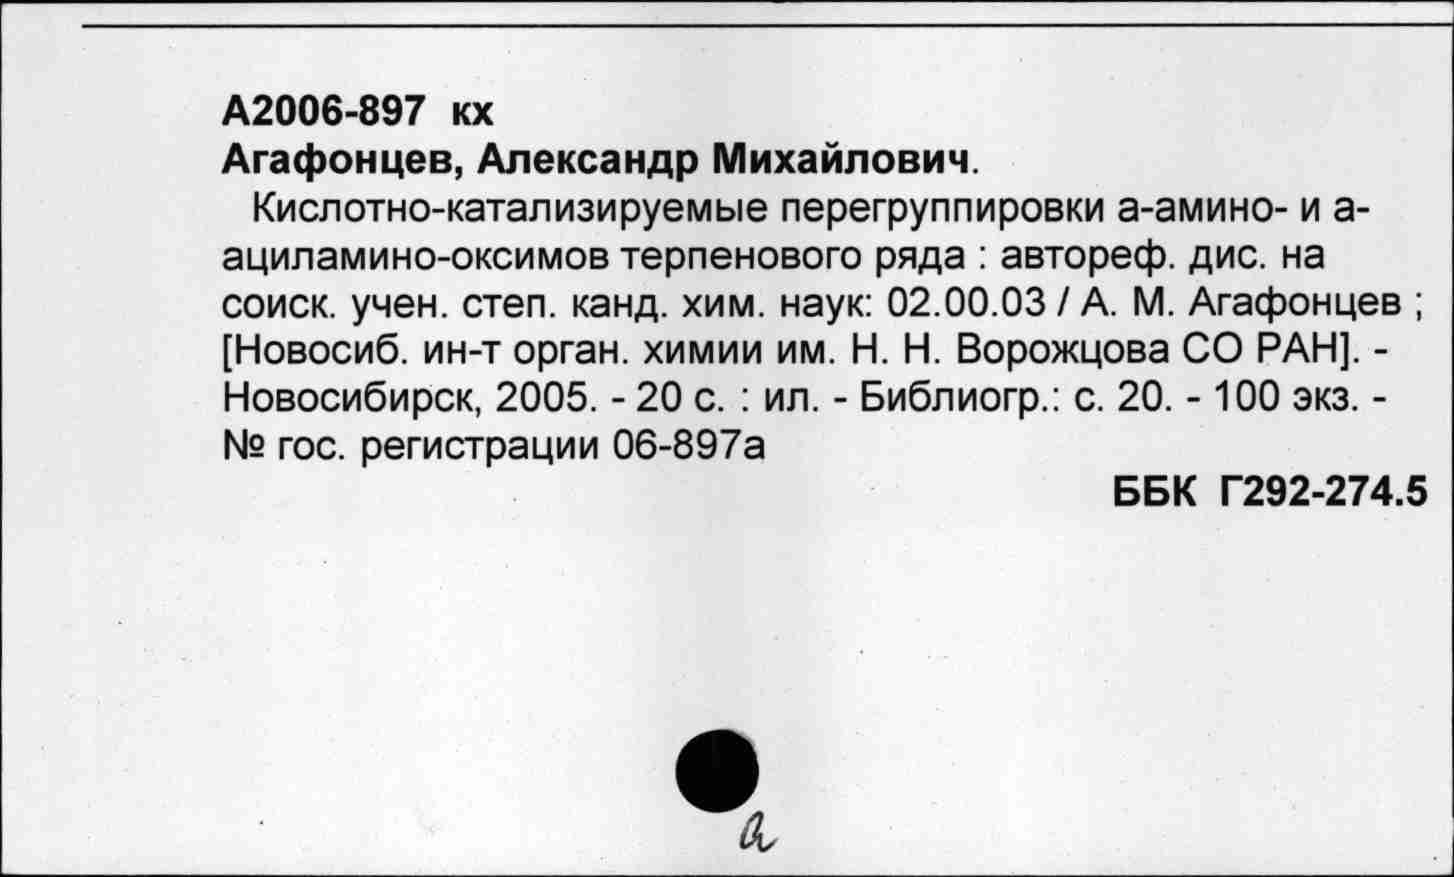 А2006-897 кх
Агафонцев, Александр Михайлович.
Кислотно-катализируемые перегруппировки а-амино- и а-
ациламино-оксимов терпенового ряда : автореф. дис. на
соиск. учен. степ. канд. хим. наук: 02.00.03 / А. М. Агафонцев ;
[Новосиб. ин-т орган. химии им. Н. Н. Ворожцова СО РАН]. -
Новосибирск, 2005. - 20 с. : ил. - Библиогр.: с. 20. - 100 экз. -
№ гос. регистрации 06-897а
ББК Г292-274.5
а